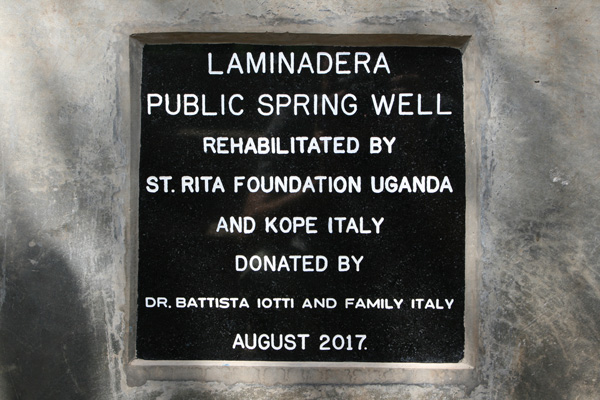 LAMINADERA
PUBLIC SPRING WELL
REHABILITATED BY
ST. RITA FOUNDATION UGANDA
AND KOPE ITALY
DONATED BY
DR. BATTISTA IOTTI AND FAMILY ITALY
AUGUST 2017.